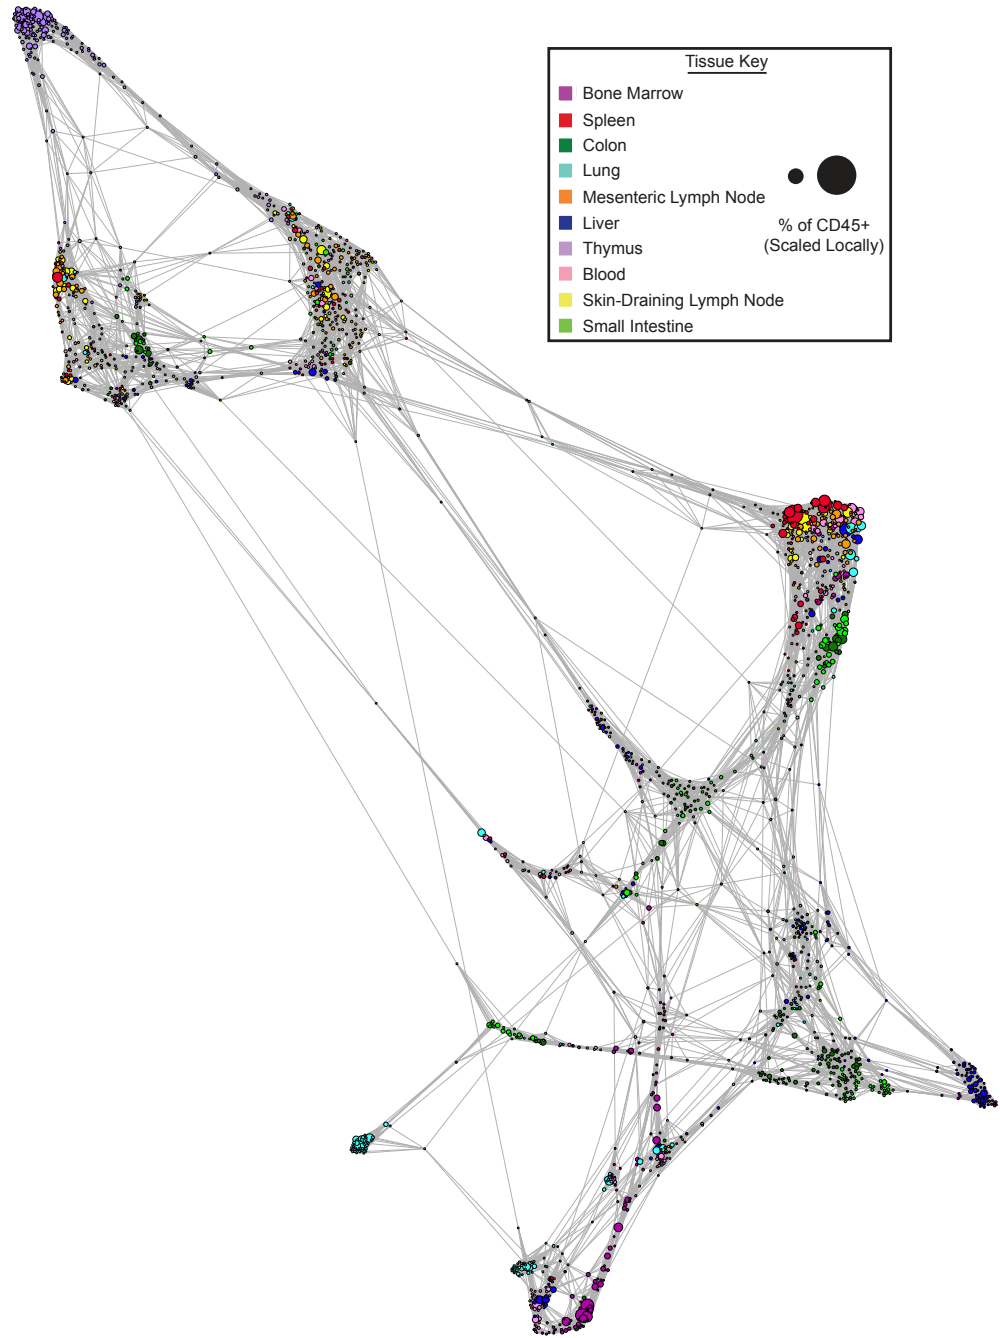 Tissue Key
Bone Marrow
Spleen
Colon
Lung
Mesenteric Lymph Node
Liver
Thymus
Blood
Skin-Draining Lymph Node
Small Intestine
% of CD45+
(Scaled Locally)